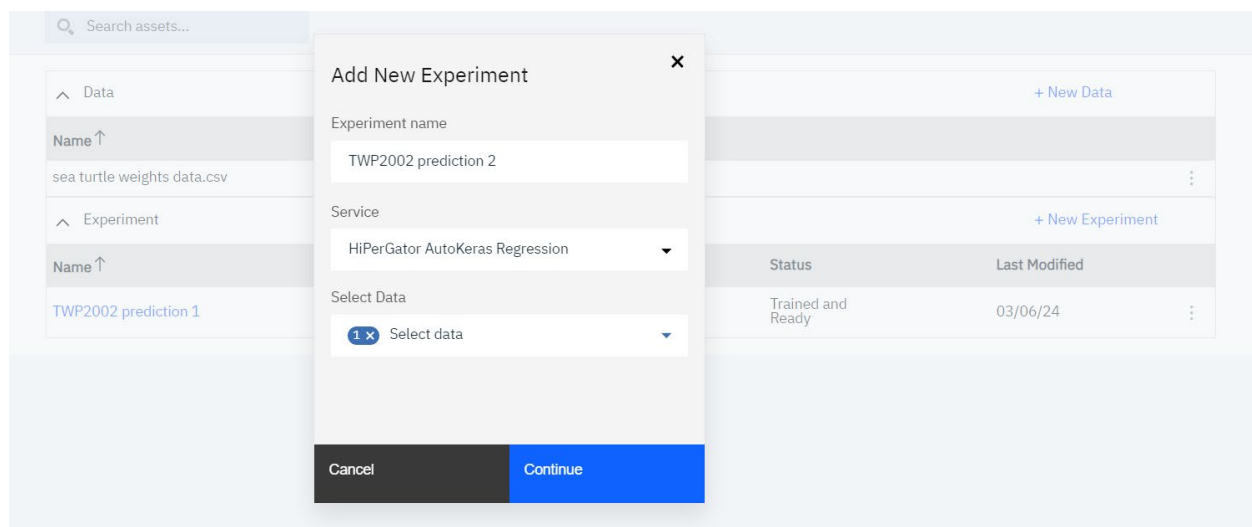 Search assets...
Add New Experiment
×
Data
+ New Data
Experiment name
Name↑
TWP2002 prediction 2
sea turtle weights data.csv
Service
Experiment
+ New Experiment
HiPerGator AutoKeras Regression
Name↑
Status
Last Modified
Select Data
TWP2002 prediction 1
Trained and
Ready
03/06/24
1 × Select data
Cancel
Continue